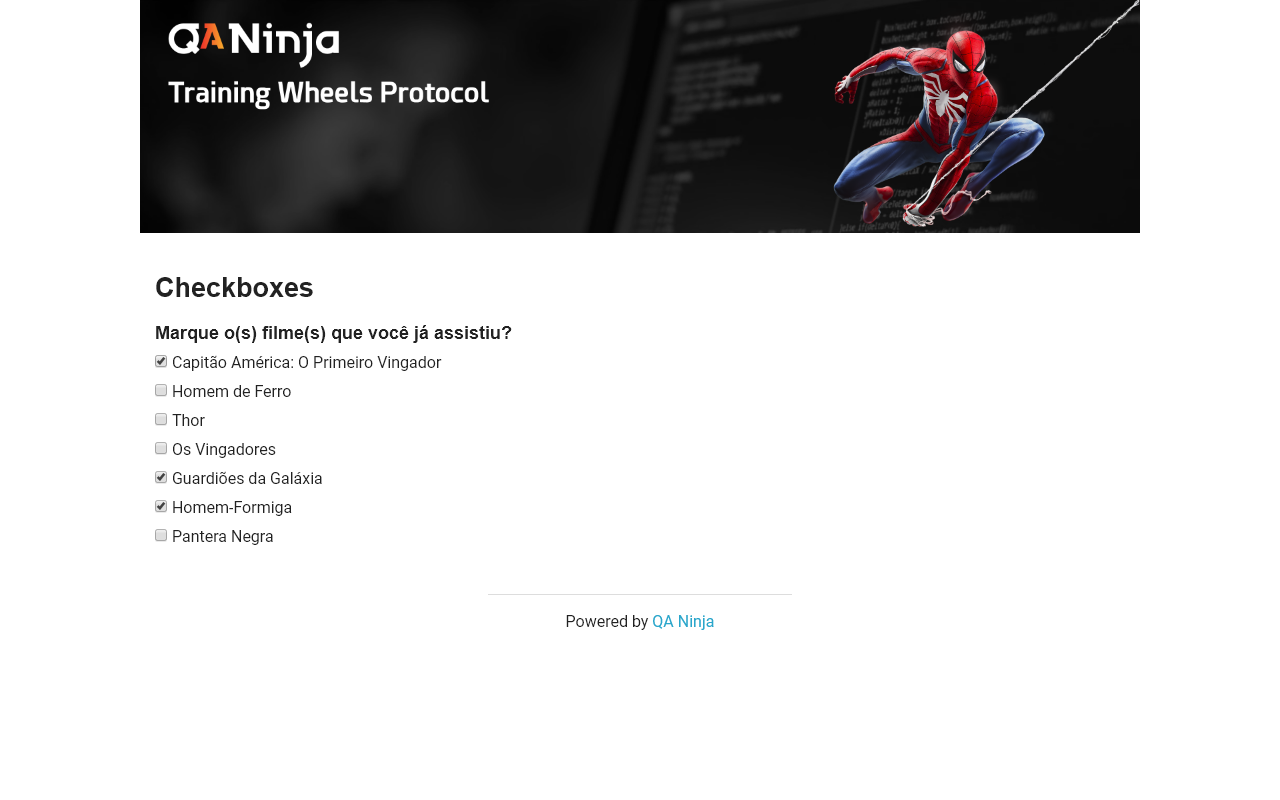 QANinja
Training Wheels Protocol
Checkboxes
Marque o(s) filme(s) que você já assistiu?
Capitão América: O Primeiro Vingador
Homem de Ferro
Thor
Os Vingadores
Guardiões da Galáxia
Homem-Formiga
Pantera Negra
Powered by QA Ninja